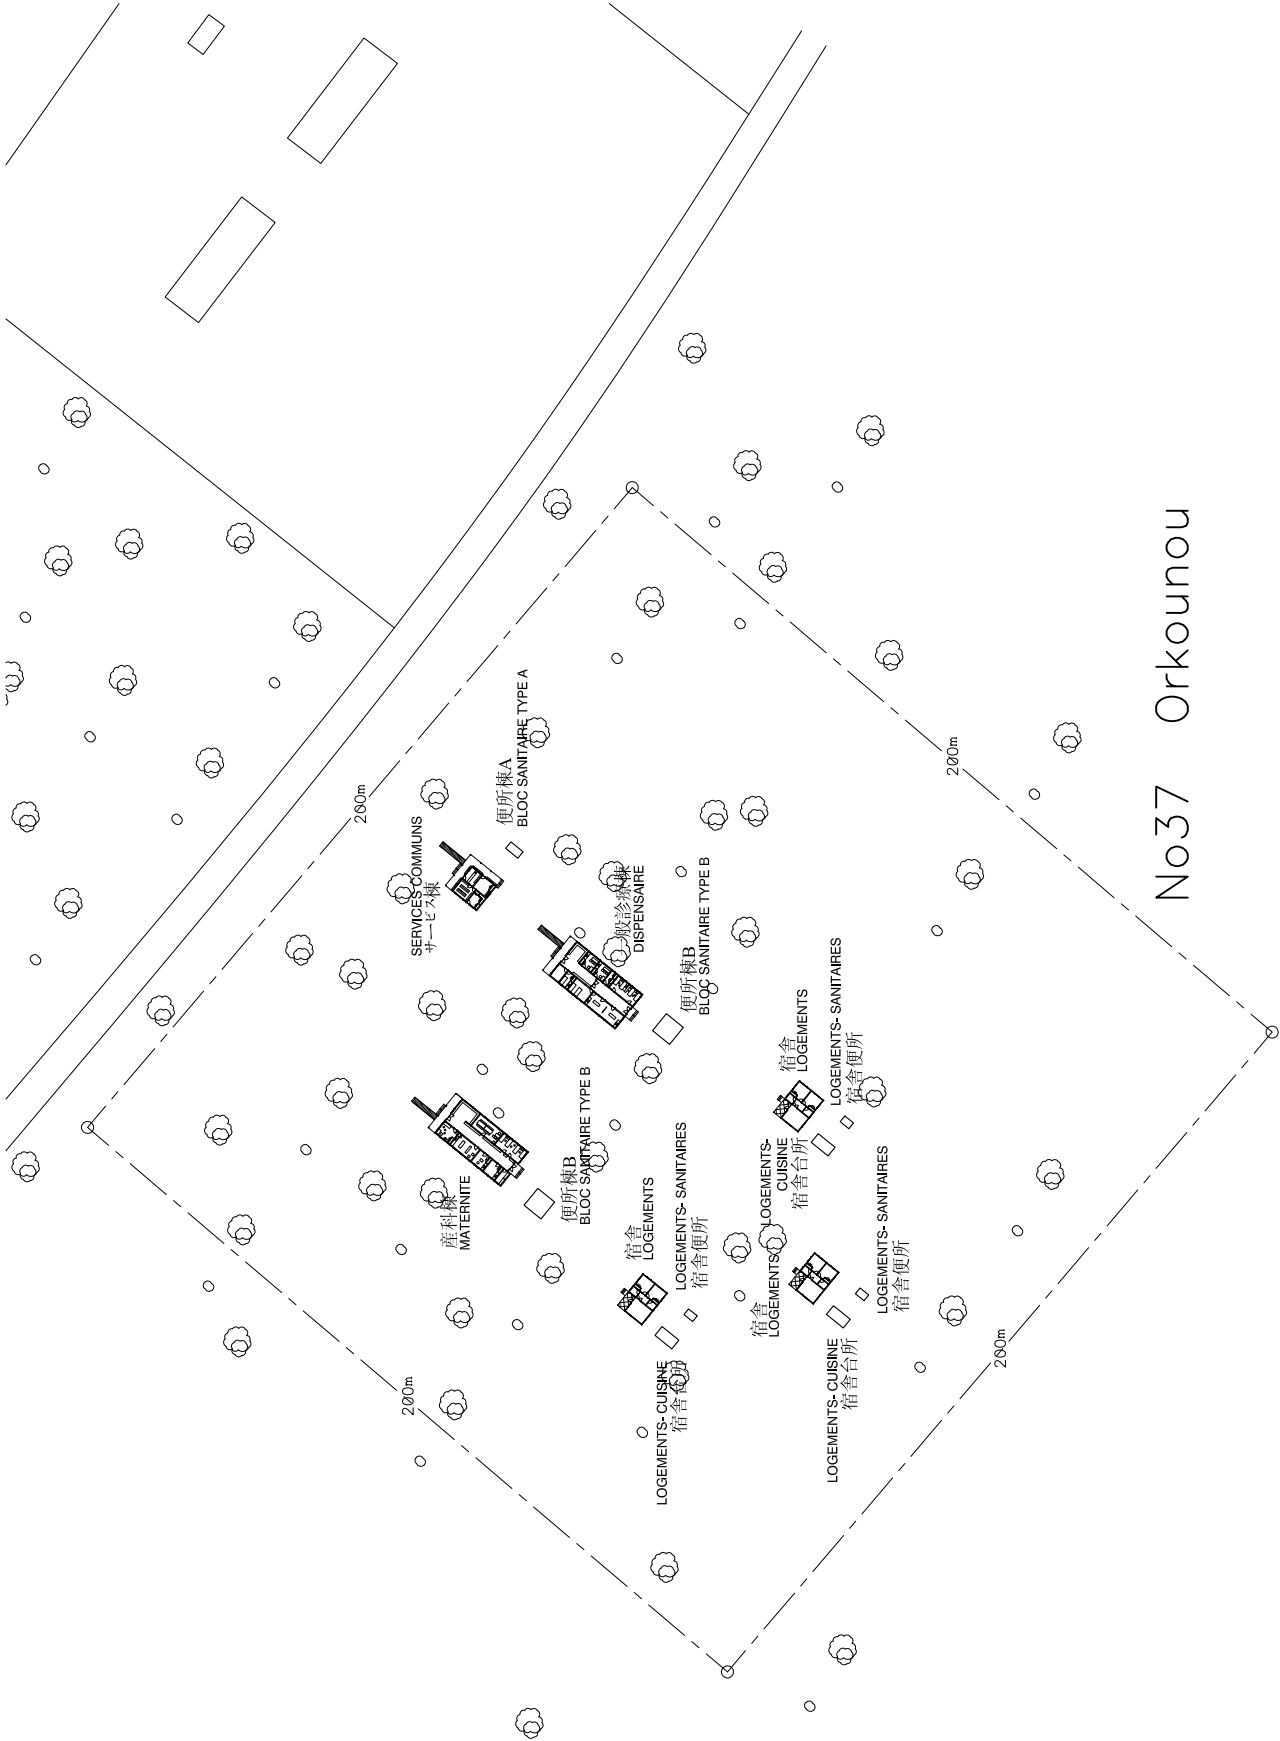 200m
SERVICES COMMUNS
サービス棟
便所棟A
BLOC SANITAIRE TYPE A
一般診療棟
DISPENSAIRE
便所棟B
BLOC SANITAIRE TYPE B
200m
産科棟
MATERNITE
便所棟B
BLOC SANITAIRE TYPE B
宿舎
LOGEMENTS
LOGEMENTS- SANITAIRES
宿舎便所
LOGEMENTS-
CUISINE
宿舎台所
宿舎
LOGEMENTS
LOGEMENTS- SANITAIRES
宿舎便所
LOGEMENTS- CUISINE
宿舎台所
宿舎
LOGEMENTS
LOGEMENTS- SANITAIRES
宿舎便所
LOGEMENTS- CUISINE
宿舎台所
200m
200m
No37 Orkounou